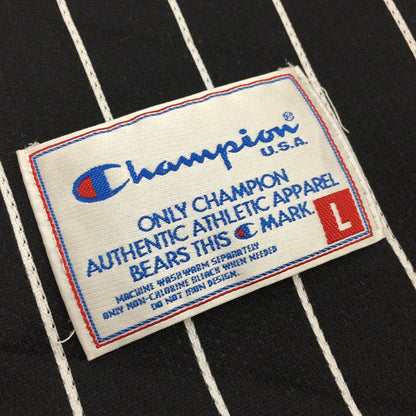 Champion®
U.S.A.
ONLY CHAMPION
AUTHENTIC ATHLETIC APPAREL
BEARS THIS C MARK.
L
MACHINE WASH WARM SEPARATELY
ONLY NON-CHLORINE BLEACH WHEN NEEDED
DO NOT IRON DESIGN.